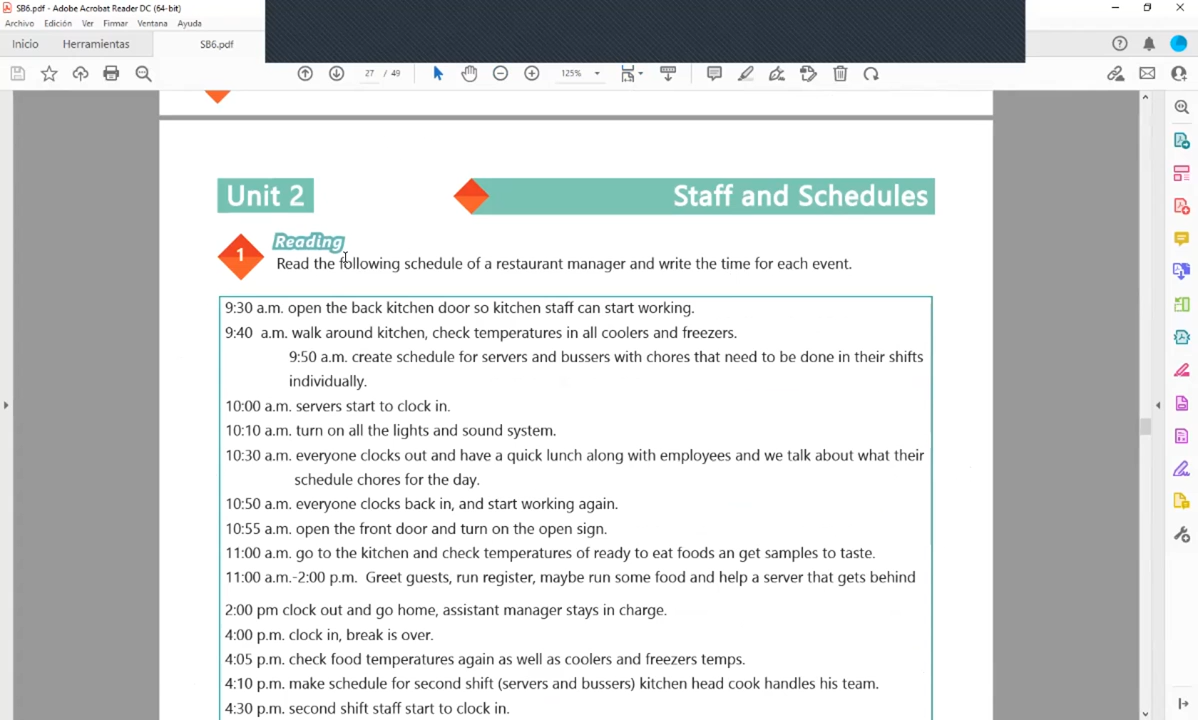 SB6.pdf - Adobe Acrobat Reader DC (64-bit)
Archivo Edición Ver Firmar Ventana Ayuda
Inicio Herramientas SB6.pdf
27 / 49 125%
Unit 2 Staff and Schedules
Reading
1 Read the following schedule of a restaurant manager and write the time for each event.
9:30 a.m. open the back kitchen door so kitchen staff can start working.
9:40 a.m. walk around kitchen, check temperatures in all coolers and freezers.
9:50 a.m. create schedule for servers and bussers with chores that need to be done in their shifts
individually.
10:00 a.m. servers start to clock in.
10:10 a.m. turn on all the lights and sound system.
10:30 a.m. everyone clocks out and have a quick lunch along with employees and we talk about what their
schedule chores for the day.
10:50 a.m. everyone clocks back in, and start working again.
10:55 a.m. open the front door and turn on the open sign.
11:00 a.m. go to the kitchen and check temperatures of ready to eat foods an get samples to taste.
11:00 a.m.-2:00 p.m. Greet guests, run register, maybe run some food and help a server that gets behind
2:00 pm clock out and go home, assistant manager stays in charge.
4:00 p.m. clock in, break is over.
4:05 p.m. check food temperatures again as well as coolers and freezers temps.
4:10 p.m. make schedule for second shift (servers and bussers) kitchen head cook handles his team.
4:30 p.m. second shift staff start to clock in.